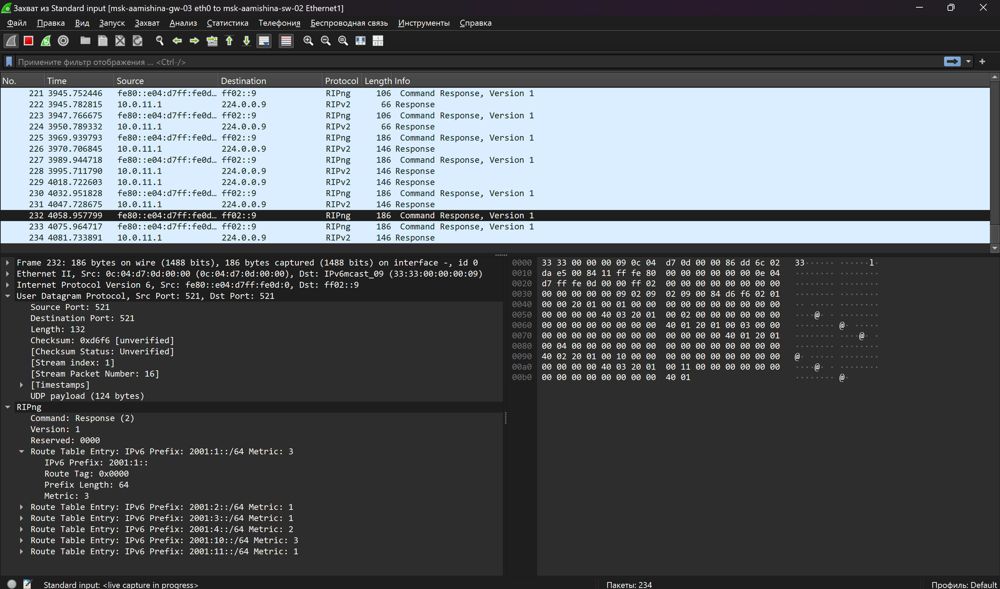 Захват из Standard input [msk-aamishina-gw-03 eth0 to msk-aamishina-sw-02 Ethernet1]
Файл Правка Вид Запуск Захват Анализ Статистика Телефония Беспроводная связь Инструменты Справка
Примените фильтр отображения ... <Ctrl-/>
No. Time Source Destination Protocol Length Info
221 3945.752446 fe80::e04:d7ff:fe0d… ff02::9 RIPng 106 Command Response, Version 1
222 3945.782815 10.0.11.1 224.0.0.9 RIPv2 66 Response
223 3947.766675 fe80::e04:d7ff:fe0d… ff02::9 RIPng 106 Command Response, Version 1
224 3950.789332 10.0.11.1 224.0.0.9 RIPv2 66 Response
225 3969.939793 fe80::e04:d7ff:fe0d… ff02::9 RIPng 186 Command Response, Version 1
226 3970.706845 10.0.11.1 224.0.0.9 RIPv2 146 Response
227 3989.944718 fe80::e04:d7ff:fe0d… ff02::9 RIPng 186 Command Response, Version 1
228 3995.711790 10.0.11.1 224.0.0.9 RIPv2 146 Response
229 4018.722603 10.0.11.1 224.0.0.9 RIPv2 146 Response
230 4032.951828 fe80::e04:d7ff:fe0d… ff02::9 RIPng 186 Command Response, Version 1
231 4047.728675 10.0.11.1 224.0.0.9 RIPv2 146 Response
232 4058.957799 fe80::e04:d7ff:fe0d… ff02::9 RIPng 186 Command Response, Version 1
233 4075.964717 fe80::e04:d7ff:fe0d… ff02::9 RIPng 186 Command Response, Version 1
234 4081.733891 10.0.11.1 224.0.0.9 RIPv2 146 Response
Frame 232: 186 bytes on wire (1488 bits), 186 bytes captured (1488 bits) on interface -, id 0
Ethernet II, Src: 0c:04:d7:0d:00:00 (0c:04:d7:0d:00:00), Dst: IPv6mcast_09 (33:33:00:00:00:09)
Internet Protocol Version 6, Src: fe80::e04:d7ff:fe0d:0, Dst: ff02::9
User Datagram Protocol, Src Port: 521, Dst Port: 521
Source Port: 521
Destination Port: 521
Length: 132
Checksum: 0xd6f6 [unverified]
[Checksum Status: Unverified]
[Stream index: 1]
[Stream Packet Number: 16]
[Timestamps]
UDP payload (124 bytes)
RIPng
Command: Response (2)
Version: 1
Reserved: 0000
Route Table Entry: IPv6 Prefix: 2001:1::/64 Metric: 3
IPv6 Prefix: 2001:1::
Route Tag: 0x0000
Prefix Length: 64
Metric: 3
Route Table Entry: IPv6 Prefix: 2001:2::/64 Metric: 1
Route Table Entry: IPv6 Prefix: 2001:3::/64 Metric: 1
Route Table Entry: IPv6 Prefix: 2001:4::/64 Metric: 2
Route Table Entry: IPv6 Prefix: 2001:10::/64 Metric: 3
Route Table Entry: IPv6 Prefix: 2001:11::/64 Metric: 1
0000 33 33 00 00 00 09 0c 04 d7 0d 00 00 86 dd 6c 02 33······ ······l·
0010 da e5 00 84 11 ff fe 80 00 00 00 00 00 00 0e 04 ········ ········
0020 d7 ff fe 0d 00 00 ff 02 00 00 00 00 00 00 00 00 ········ ········
0030 00 00 00 00 00 09 02 09 02 09 00 84 d6 f6 02 01 ········ ········
0040 00 00 20 01 00 01 00 00 00 00 00 00 00 00 00 00 ·· ····· ········
0050 00 00 00 00 40 03 20 01 00 02 00 00 00 00 00 00 ····@· · ········
0060 00 00 00 00 00 00 00 00 40 01 20 01 00 03 00 00 ········ @· ·····
0070 00 00 00 00 00 00 00 00 00 00 00 00 40 01 20 01 ········ ····@· ·
0080 00 04 00 00 00 00 00 00 00 00 00 00 00 00 00 00 ········ ········
0090 40 02 20 01 00 10 00 00 00 00 00 00 00 00 00 00 @· ····· ········
00a0 00 00 00 00 40 03 20 01 00 11 00 00 00 00 00 00 ····@· · ········
00b0 00 00 00 00 00 00 00 00 40 01 ········ @·
Standard input: <live capture in progress> Пакеты: 234 Профиль: Default